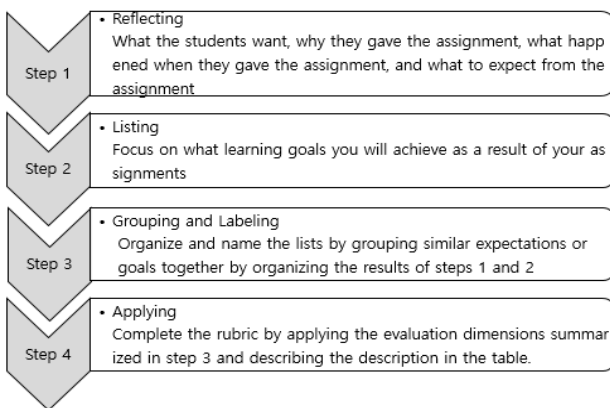 Step 1
• Reflecting
What the students want, why they gave the assignment, what happ
ened when they gave the assignment, and what to expect from the
assignment
Step 2
• Listing
Focus on what learning goals you will achieve as a result of your as
signments
Step 3
• Grouping and Labeling
Organize and name the lists by grouping similar expectations or
goals together by organizing the results of steps 1 and 2
Step 4
• Applying
Complete the rubric by applying the evaluation dimensions summar
ized in step 3 and describing the description in the table.